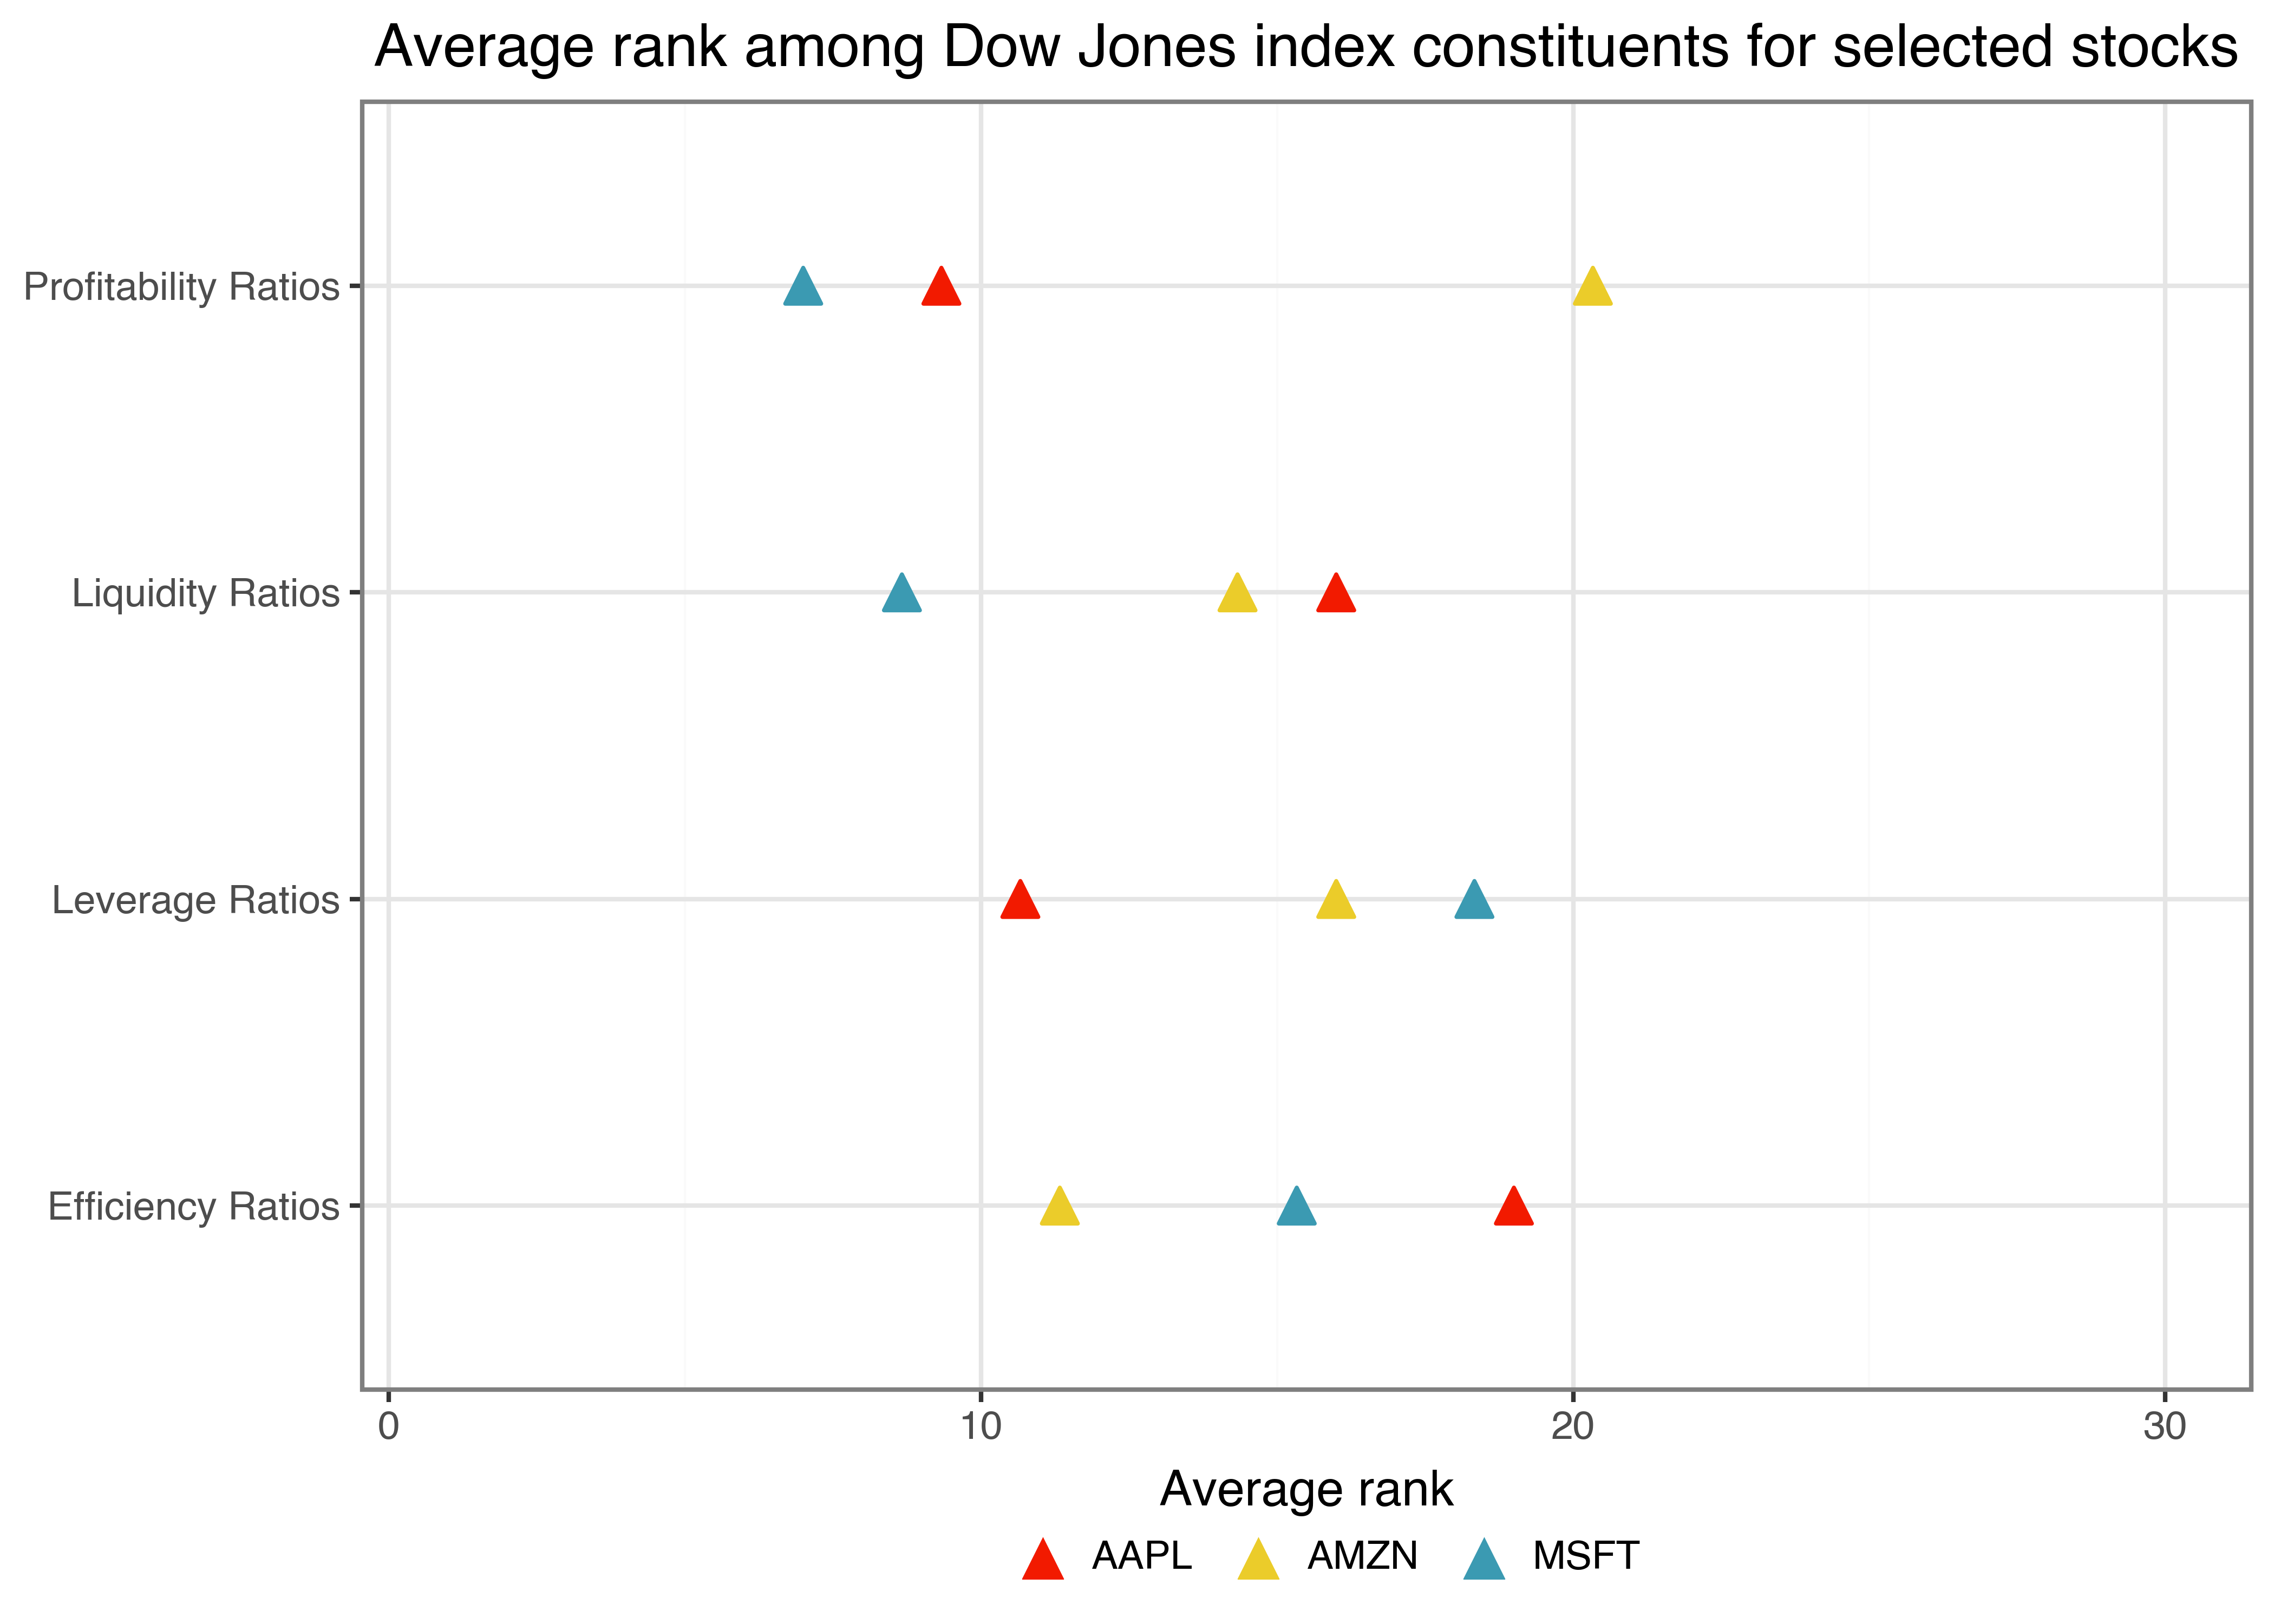 Average rank among Dow Jones index constituents for selected stocks
Profitability Ratios
Liquidity Ratios
Leverage Ratios
Efficiency Ratios
0 10 20 30
Average rank
AAPL AMZN MSFT